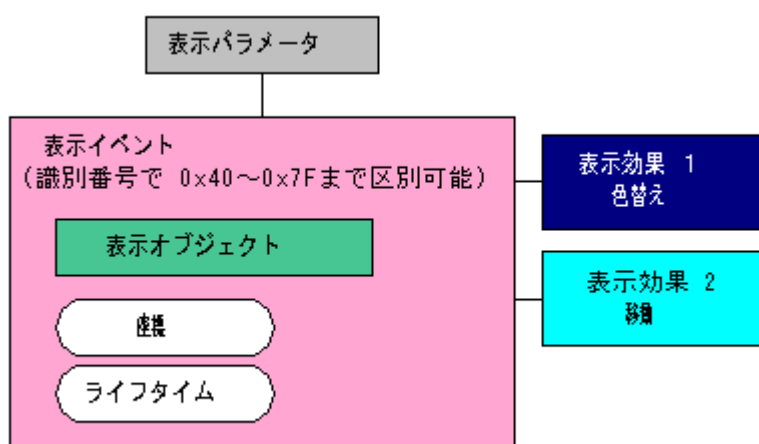 表示パラメータ
表示イベント
(識別番号で 0x40～0x7Fまで区別可能)
表示オブジェクト
座標
ライフタイム
表示効果 1
色替え
表示効果 2
移動